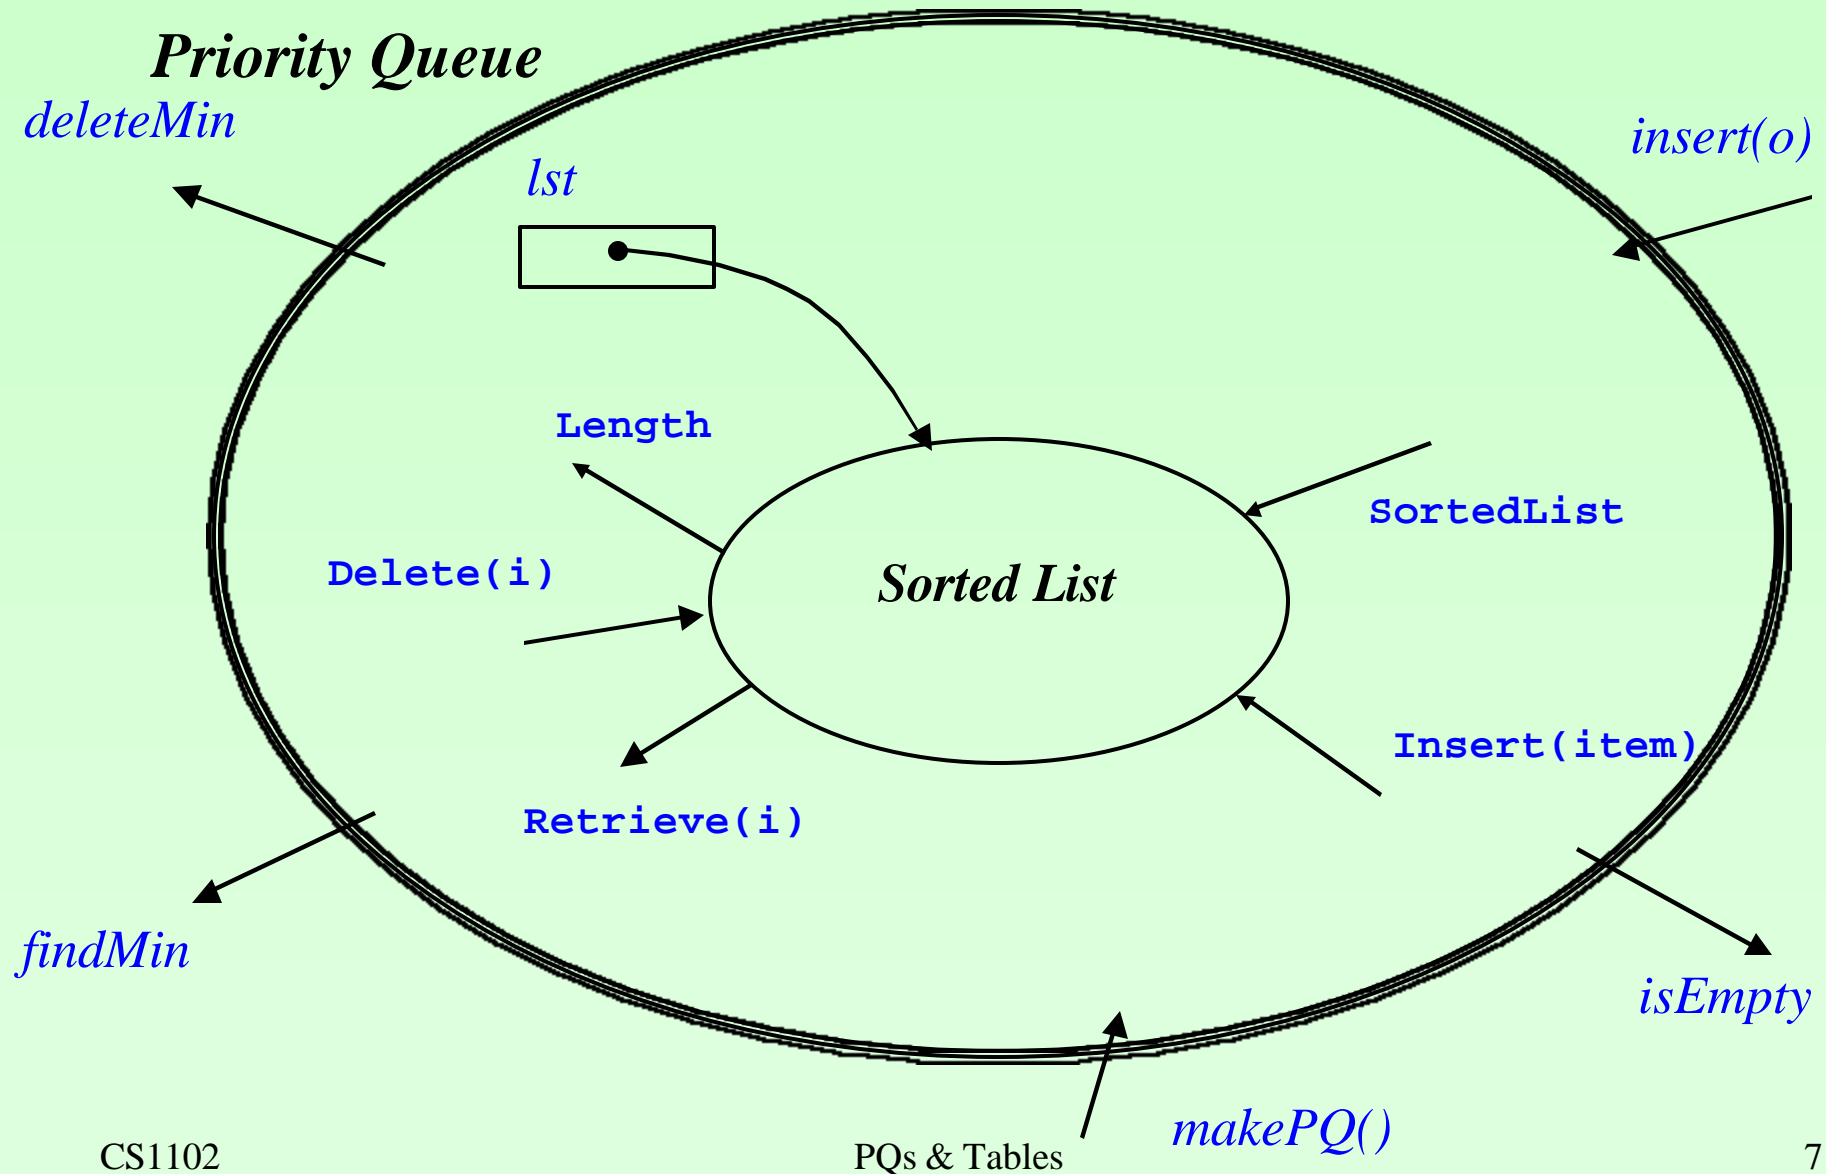 Priority Queue
deleteMin
insert(o)
lst
Length
SortedList
Delete(i)
Sorted List
Insert(item)
Retrieve(i)
findMin
isEmpty
makePQ()
CS1102
PQs & Tables
7